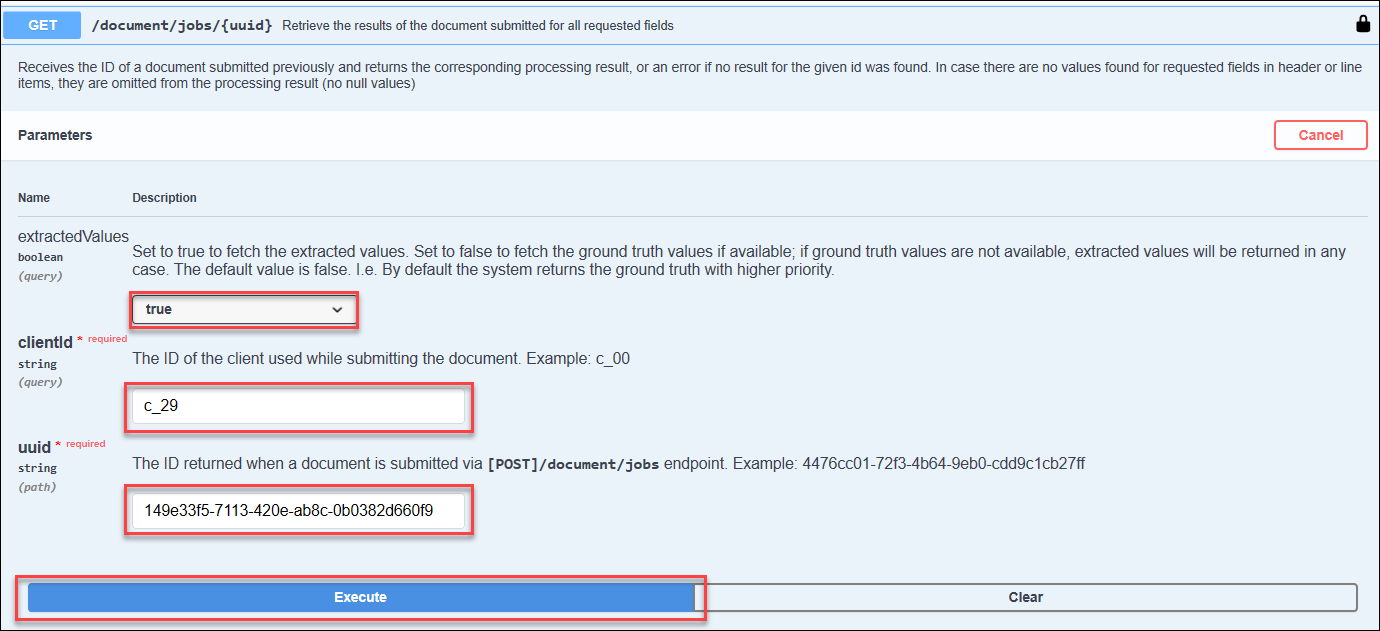 GET /document/jobs/{uuid} Retrieve the results of the document submitted for all requested fields
Receives the ID of a document submitted previously and returns the corresponding processing result, or an error if no result for the given id was found. In case there are no values found for requested fields in header or line
items, they are omitted from the processing result (no null values)
Parameters Cancel
Name Description
extractedValues
boolean
(query)
Set to true to fetch the extracted values. Set to false to fetch the ground truth values if available; if ground truth values are not available, extracted values will be returned in any
case. The default value is false. I.e. By default the system returns the ground truth with higher priority.
true
clientId * required
string
(query)
The ID of the client used while submitting the document. Example: c_00
c_29
uuid * required
string
(path)
The ID returned when a document is submitted via [POST]/document/jobs endpoint. Example: 4476cc01-72f3-4b64-9eb0-cdd9c1cb27ff
149e33f5-7113-420e-ab8c-0b0382d660f9
Execute Clear